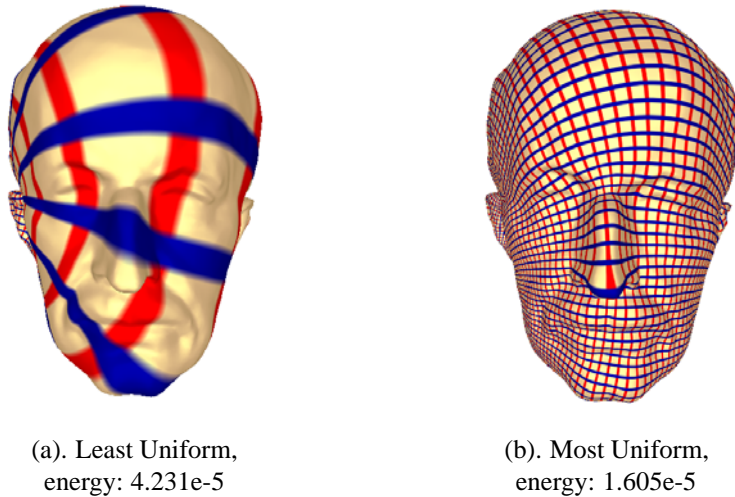 (a). Least Uniform,
energy: 4.231e-5
(b). Most Uniform,
energy: 1.605e-5